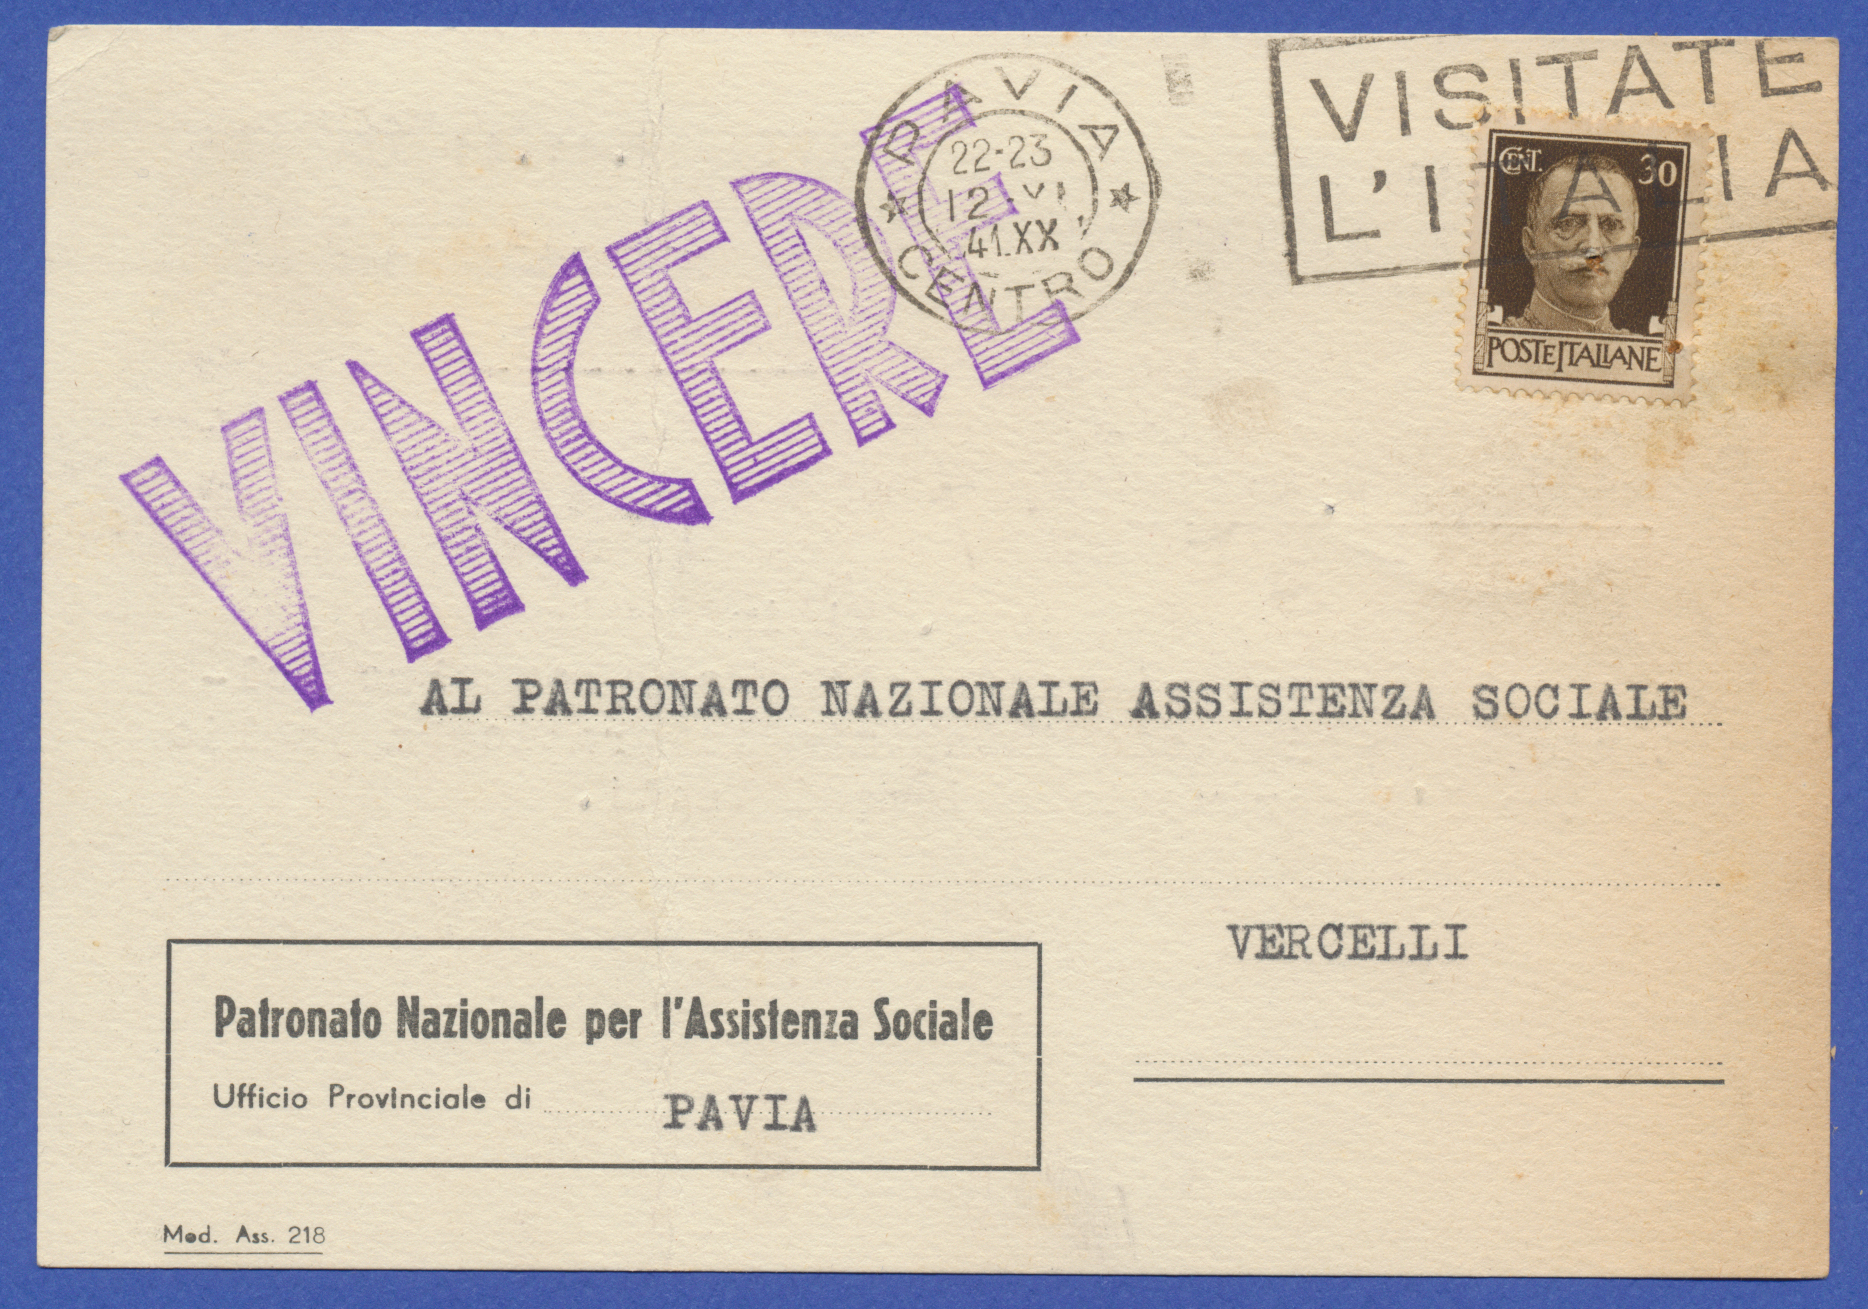 VINCERE
PAVIA
22-23
12 · VI
41.XX
CENTRO
VISITATE
L'ITALIA
CENT. 30
POSTE ITALIANE
AL PATRONATO NAZIONALE ASSISTENZA SOCIALE
VERCELLI
Patronato Nazionale per l'Assistenza Sociale
Ufficio Provinciale di PAVIA
Mod. Ass. 218